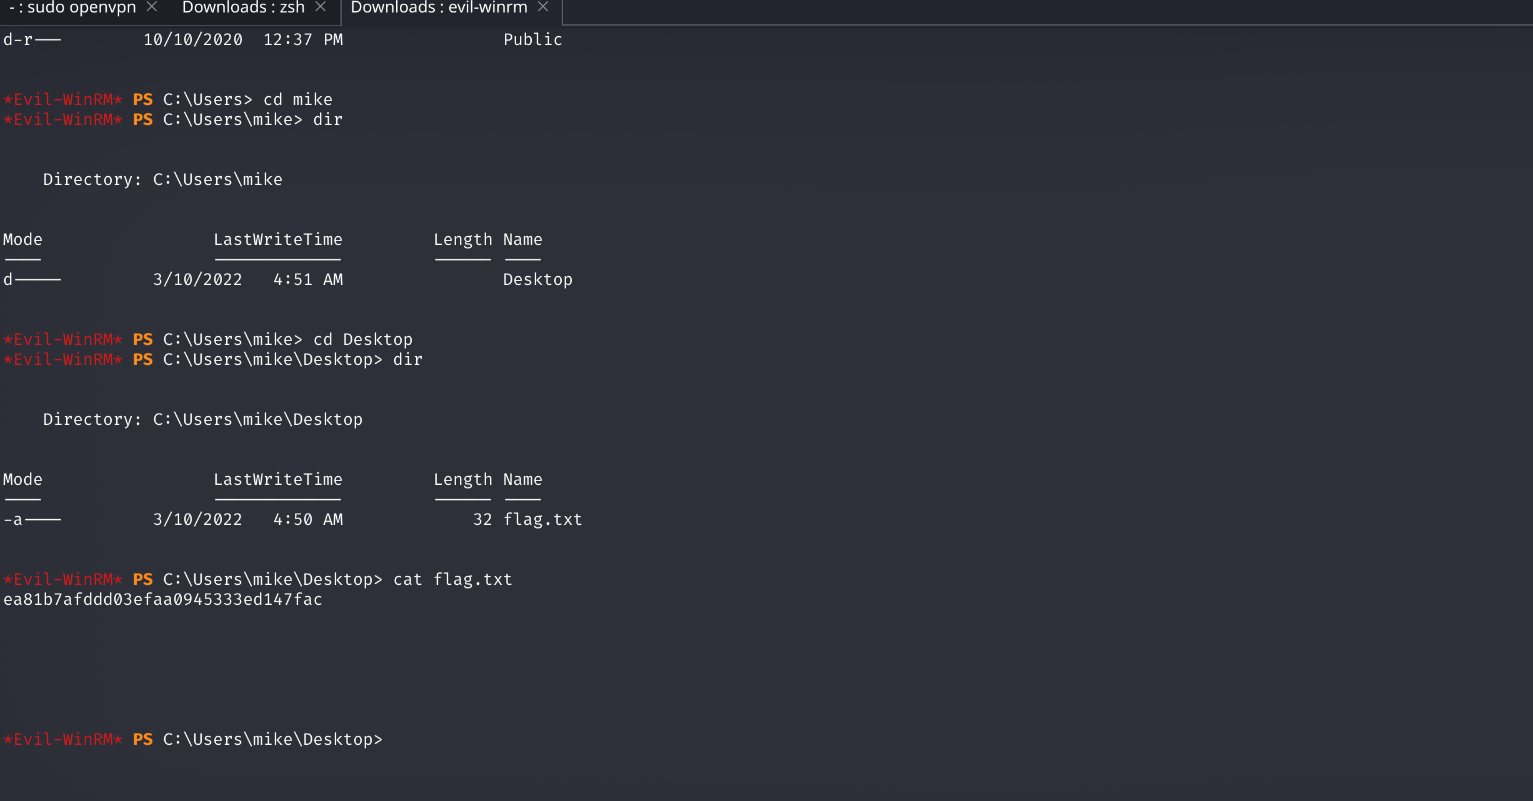 - : sudo openvpn × Downloads : zsh × Downloads : evil-winrm ×
d-r--- 10/10/2020 12:37 PM Public
*Evil-WinRM* PS C:\Users> cd mike
*Evil-WinRM* PS C:\Users\mike> dir
Directory: C:\Users\mike
Mode LastWriteTime Length Name
---- ------------- ------ ----
d----- 3/10/2022 4:51 AM Desktop
*Evil-WinRM* PS C:\Users\mike> cd Desktop
*Evil-WinRM* PS C:\Users\mike\Desktop> dir
Directory: C:\Users\mike\Desktop
Mode LastWriteTime Length Name
---- ------------- ------ ----
-a---- 3/10/2022 4:50 AM 32 flag.txt
*Evil-WinRM* PS C:\Users\mike\Desktop> cat flag.txt
ea81b7afddd03efaa0945333ed147fac
*Evil-WinRM* PS C:\Users\mike\Desktop>